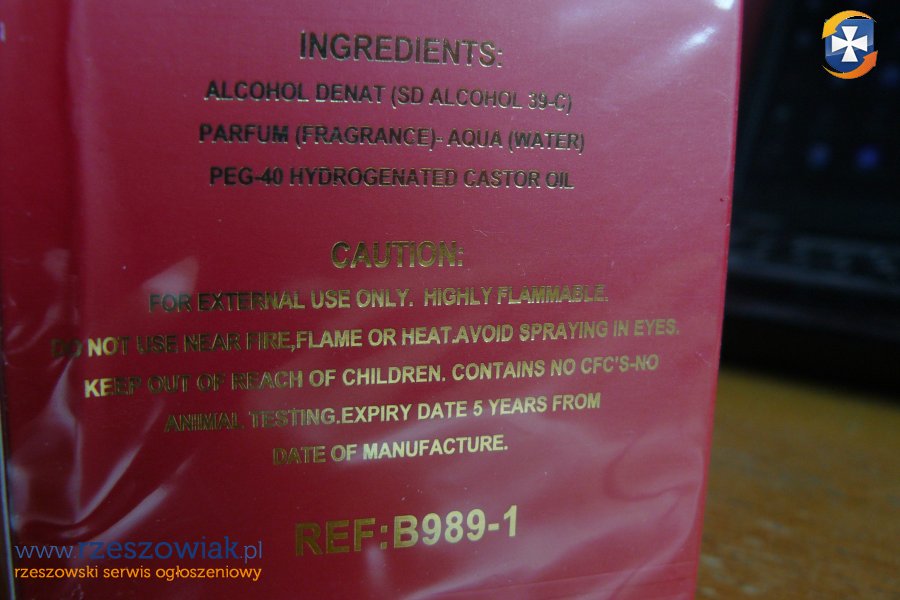 INGREDIENTS:
ALCOHOL DENAT (SD ALCOHOL 39-C)
PARFUM (FRAGRANCE)- AQUA (WATER)
PEG-40 HYDROGENATED CASTOR OIL
CAUTION:
FOR EXTERNAL USE ONLY. HIGHLY FLAMMABLE.
DO NOT USE NEAR FIRE,FLAME OR HEAT.AVOID SPRAYING IN EYES.
KEEP OUT OF REACH OF CHILDREN. CONTAINS NO CFC'S-NO
ANIMAL TESTING.EXPIRY DATE 5 YEARS FROM
DATE OF MANUFACTURE.
REF:B989-1
www.rzeszowiak.pl
rzeszowski serwis ogłoszeniowy